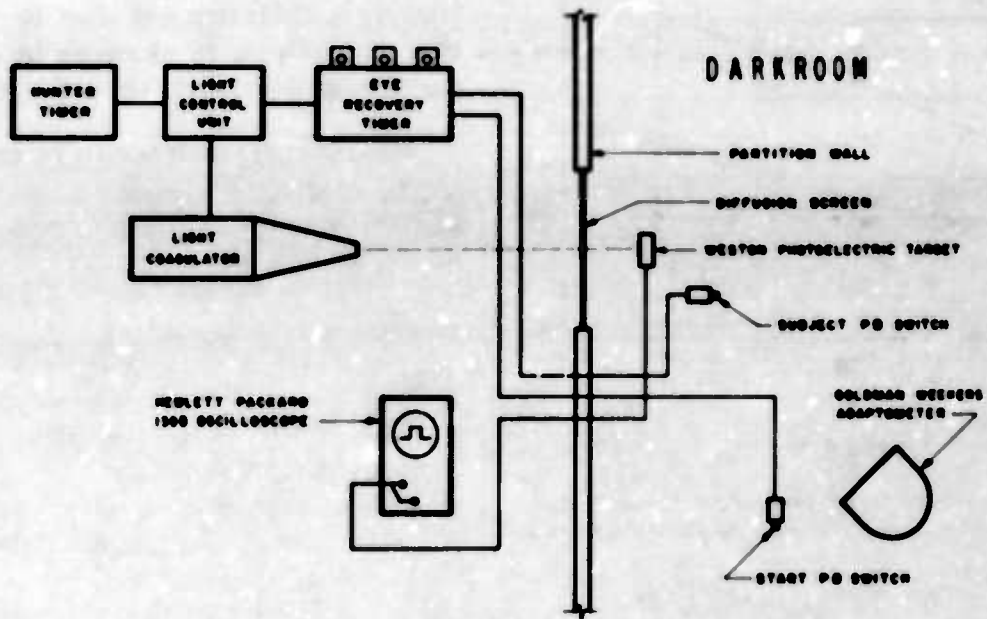 DARKROOM
HUNTER
TIMER
LIGHT
CONTROL
UNIT
EYE
RECOVERY
TIMER
PARTITION WALL
DIFFUSION SCREEN
LIGHT
COAGULATOR
WESTON PHOTOELECTRIC TARGET
SUBJECT PB SWITCH
HEWLETT PACKARD
130C OSCILLOSCOPE
GOLDMAN WEEKERS
ADAPTOMETER
START PB SWITCH